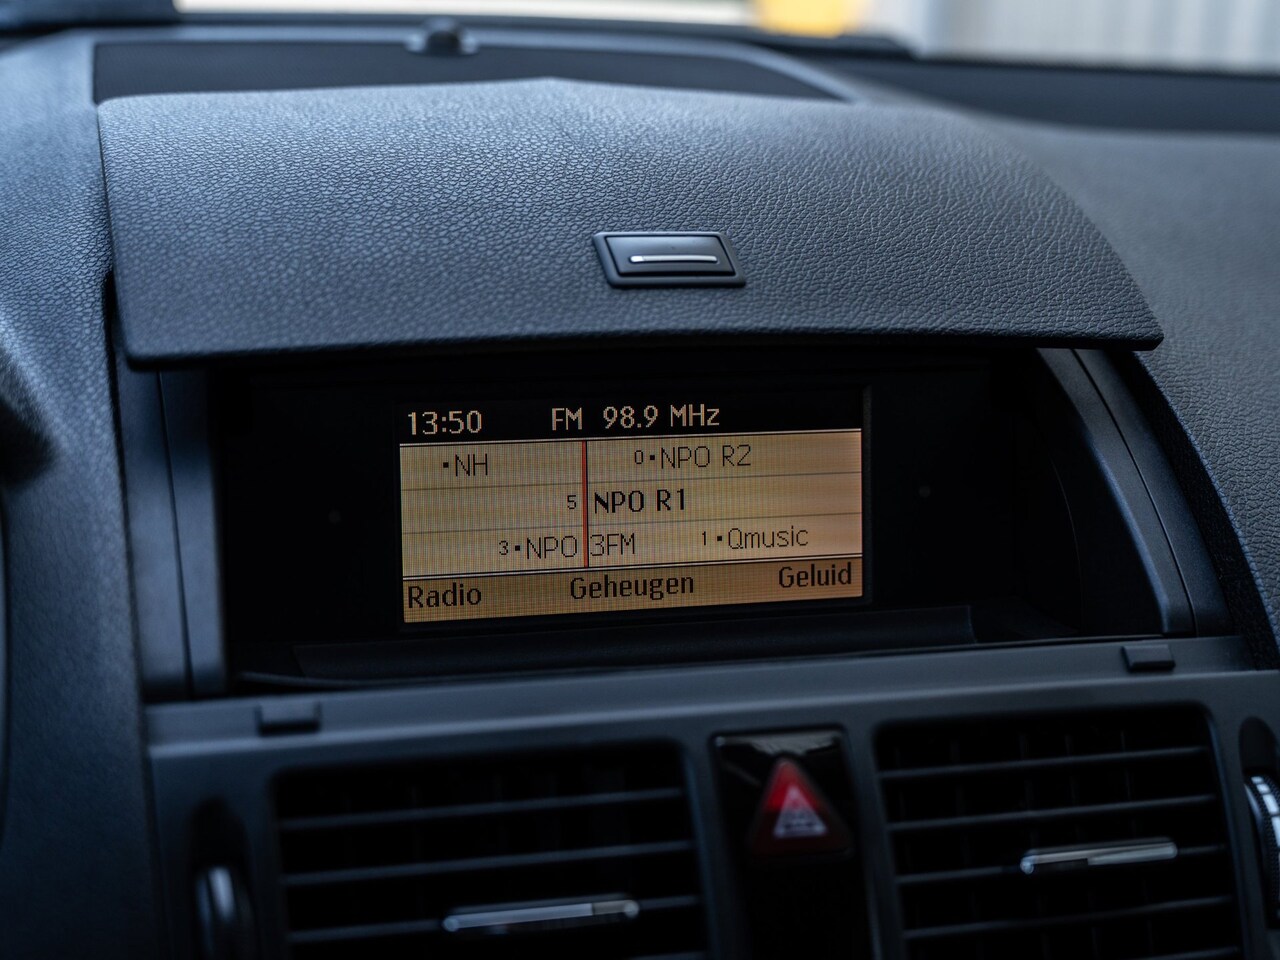 13:50 FM 98.9 MHz
·NH 0·NPO R2
5 NPO R1
3·NPO 3FM 1·Qmusic
Radio Geheugen Geluid